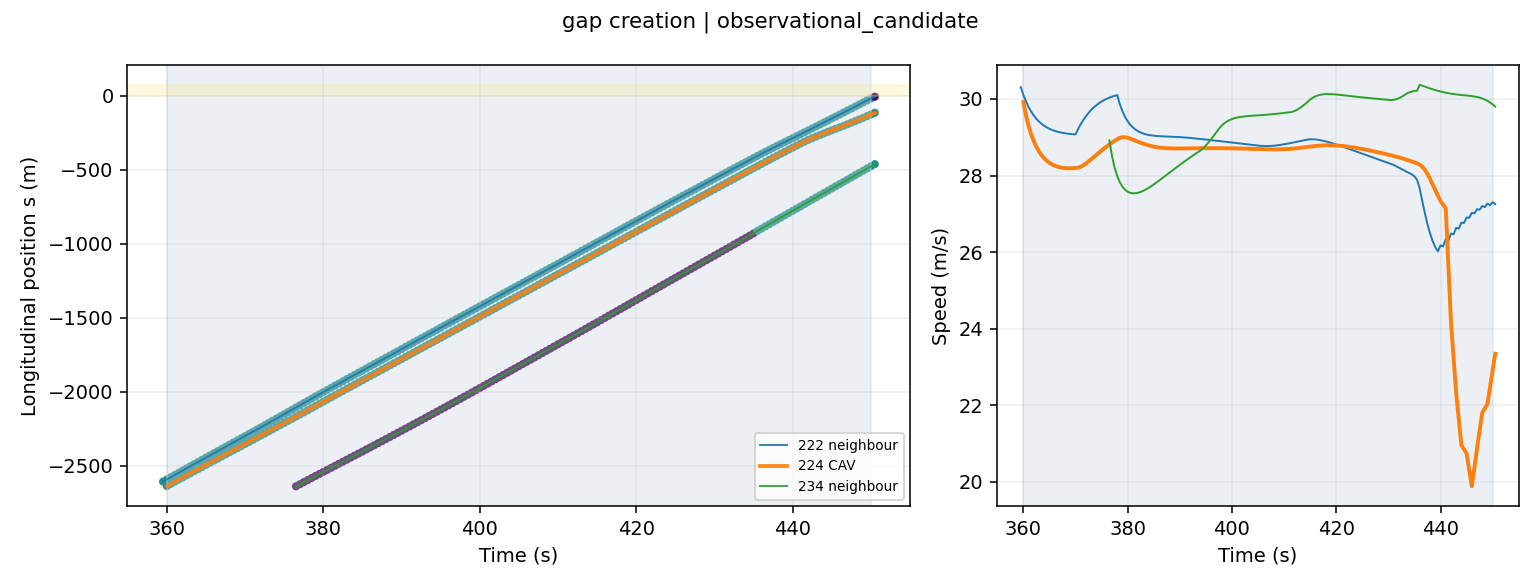 gap creation | observational_candidate
Longitudinal position s (m)
0
−500
−1000
−1500
−2000
−2500
360
380
400
420
440
Time (s)
222 neighbour
224 CAV
234 neighbour
Speed (m/s)
30
28
26
24
22
20
360
380
400
420
440
Time (s)